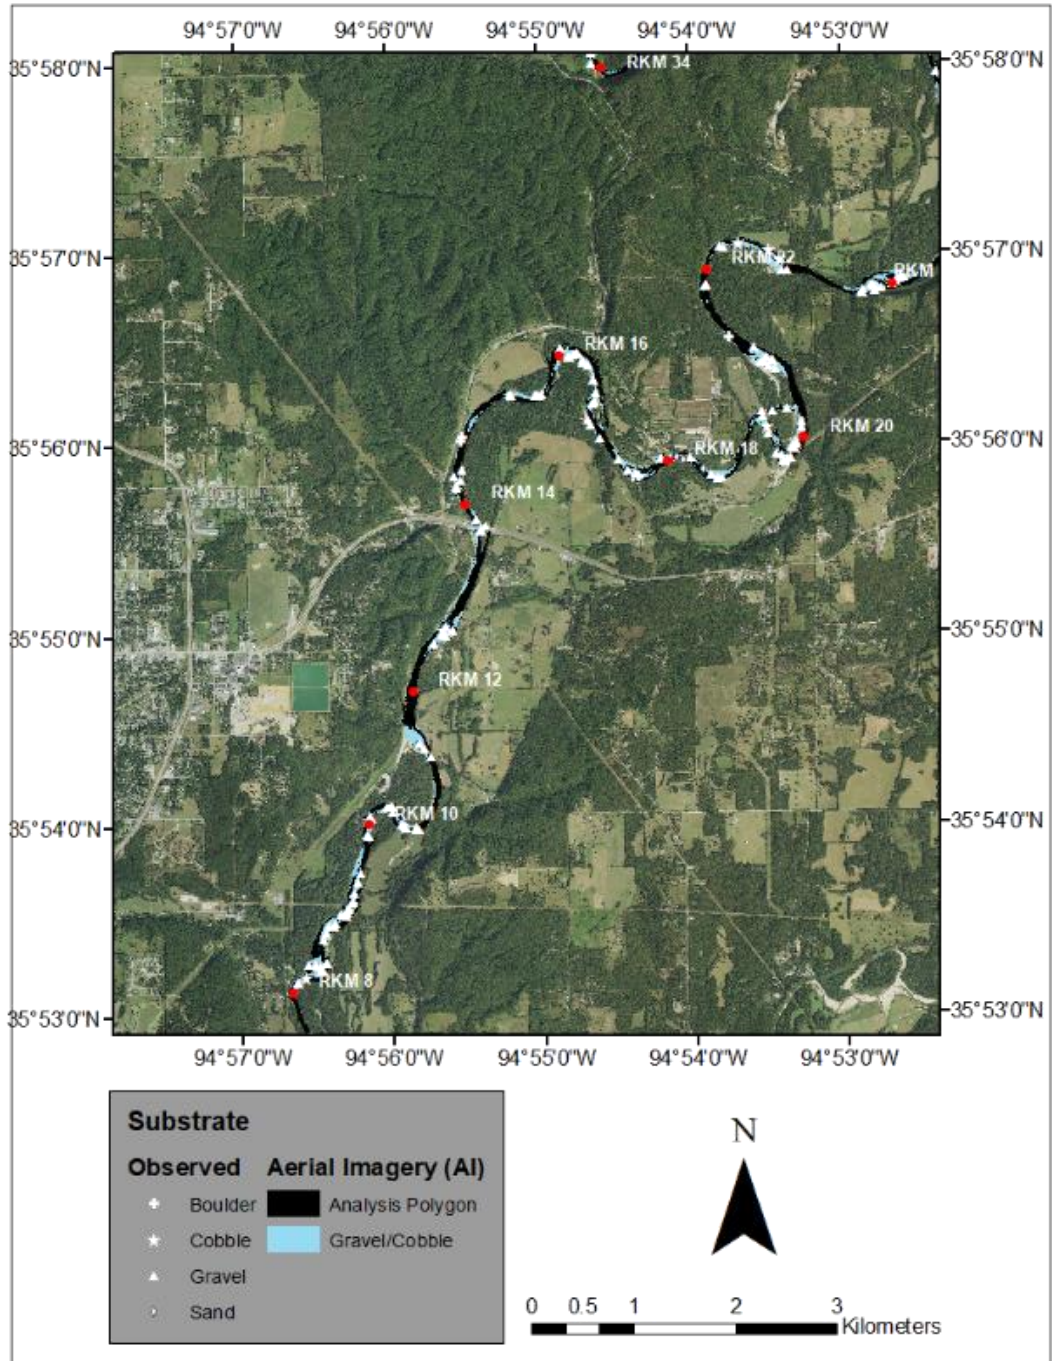 94°57'0"W 94°56'0"W 94°55'0"W 94°54'0"W 94°53'0"W
35°58'0"N RKM 34 35°58'0"N
35°57'0"N RKM 22 RKM 35°57'0"N
RKM 16
35°56'0"N RKM 18 RKM 20 35°56'0"N
RKM 14
35°55'0"N 35°55'0"N
RKM 12
35°54'0"N RKM 10 35°54'0"N
RKM 8
35°53'0"N 35°53'0"N
94°57'0"W 94°56'0"W 94°55'0"W 94°54'0"W 94°53'0"W
Substrate
Observed Aerial Imagery (AI)
Boulder Analysis Polygon
Cobble Gravel/Cobble
Gravel
Sand
N
0 0.5 1 2 3
Kilometers